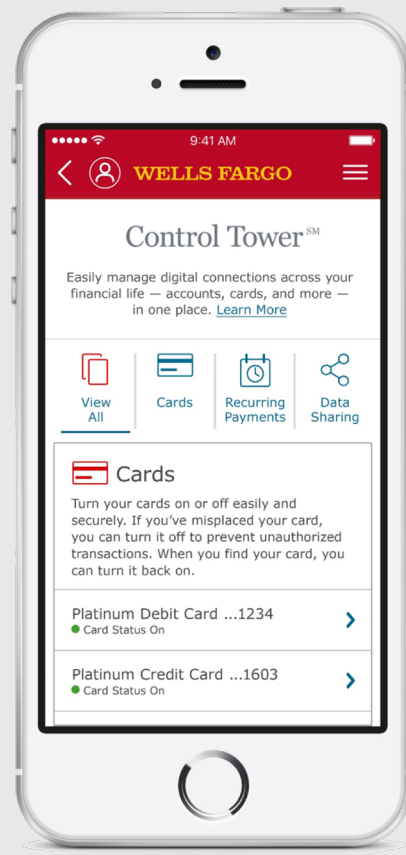 9:41 AM
WELLS FARGO
Control Tower℠
Easily manage digital connections across your
financial life — accounts, cards, and more —
in one place. Learn More
View All
Cards
Recurring Payments
Data Sharing
Cards
Turn your cards on or off easily and
securely. If you’ve misplaced your card,
you can turn it off to prevent unauthorized
transactions. When you find your card, you
can turn it back on.
Platinum Debit Card ...1234
Card Status On
Platinum Credit Card ...1603
Card Status On